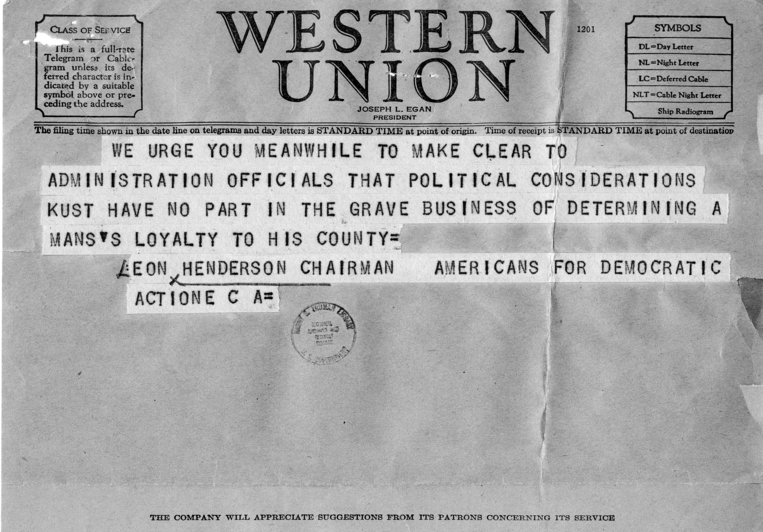 CLASS OF SERVICE
This is a full-rate
Telegram or Cable-
gram unless its de-
ferred character is in-
dicated by a suitable
symbol above or pre-
ceding the address.
WESTERN
UNION
JOSEPH L. EGAN
PRESIDENT
1201
SYMBOLS
DL=Day Letter
NL=Night Letter
LC=Deferred Cable
NLT=Cable Night Letter
Ship Radiogram
The filing time shown in the date line on telegrams and day letters is STANDARD TIME at point of origin. Time of receipt is STANDARD TIME at point of destination
WE URGE YOU MEANWHILE TO MAKE CLEAR TO
ADMINISTRATION OFFICIALS THAT POLITICAL CONSIDERATIONS
KUST HAVE NO PART IN THE GRAVE BUSINESS OF DETERMINING A
MANS'S LOYALTY TO HIS COUNTY=
LEON HENDERSON CHAIRMAN AMERICANS FOR DEMOCRATIC
ACTIONE C A=
HARRY S. TRUMAN LIBRARY
THE COMPANY WILL APPRECIATE SUGGESTIONS FROM ITS PATRONS CONCERNING ITS SERVICE